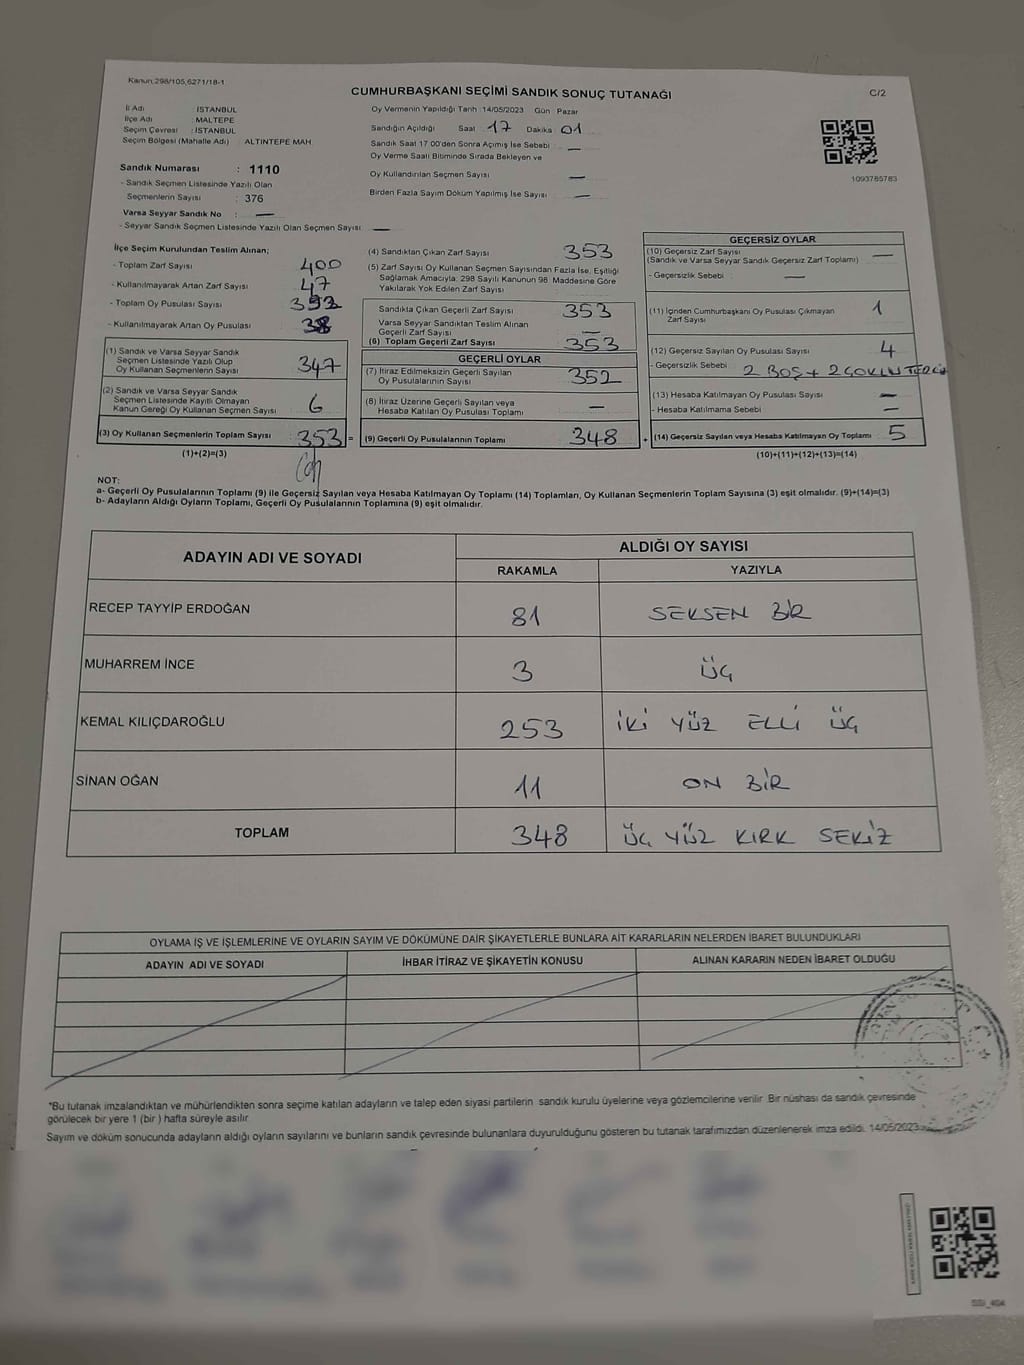 Kanun:298/105,6271/18-1
CUMHURBAŞKANI SEÇİMİ SANDIK SONUÇ TUTANAĞI
C/2
İl Adı : İSTANBUL
İlçe Adı : MALTEPE
Seçim Çevresi : İSTANBUL
Seçim Bölgesi (Mahalle Adı) : ALTINTEPE MAH
Sandık Numarası : 1110
- Sandık Seçmen Listesinde Yazılı Olan
Seçmenlerin Sayısı : 376
Varsa Seyyar Sandık No : —
- Seyyar Sandık Seçmen Listesinde Yazılı Olan Seçmen Sayısı : —
Oy Vermenin Yapıldığı Tarih :14/05/2023 Gün : Pazar
Sandığın Açıldığı Saat : 17 Dakika : 01
Sandık Saat 17:00'den Sonra Açımış İse Sebebi : —
Oy Verme Saati Bitiminde Sırada Bekleyen ve
Oy Kullandırılan Seçmen Sayısı : —
Birden Fazla Sayım Döküm Yapılmış İse Sayısı : —
1093765783
İlçe Seçim Kurulundan Teslim Alınan;
- Toplam Zarf Sayısı : 400
- Kullanılmayarak Artan Zarf Sayısı : 47
- Toplam Oy Pusulası Sayısı :
- Kullanılmayarak Artan Oy Pusulası :
(1) Sandık ve Varsa Seyyar Sandık
Seçmen Listesinde Yazılı Olup
Oy Kullanan Seçmenlerin Sayısı : 347
(2) Sandık ve Varsa Seyyar Sandık
Seçmen Listesinde Kayıtlı Olmayan
Kanun Gereği Oy Kullanan Seçmen Sayısı : 6
(3) Oy Kullanan Seçmenlerin Toplam Sayısı : 353 =
(1)+(2)=(3)
(4) Sandıktan Çıkan Zarf Sayısı : 353
(5) Zarf Sayısı Oy Kullanan Seçmen Sayısından Fazla İse, Eşitliği
Sağlamak Amacıyla; 298 Sayılı Kanunun 98. Maddesine Göre
Yakılarak Yok Edilen Zarf Sayısı :
Sandıkta Çıkan Geçerli Zarf Sayısı : 353
Varsa Seyyar Sandıktan Teslim Alınan
Geçerli Zarf Sayısı : —
(6) Toplam Geçerli Zarf Sayısı : 353
GEÇERLİ OYLAR
(7) İtiraz Edilmeksizin Geçerli Sayılan
Oy Pusulalarının Sayısı : 352
(8) İtiraz Üzerine Geçerli Sayılan veya
Hesaba Katılan Oy Pusulası Toplamı : —
(9) Geçerli Oy Pusulalarının Toplamı : 348 +
GEÇERSİZ OYLAR
(10) Geçersiz Zarf Sayısı : —
(Sandık ve Varsa Seyyar Sandık Geçersiz Zarf Toplamı)
- Geçersizlik Sebebi : —
(11) İçinden Cumhurbaşkanı Oy Pusulası Çıkmayan
Zarf Sayısı : 1
(12) Geçersiz Sayılan Oy Pusulası Sayısı : 4
- Geçersizlik Sebebi : 2 BOŞ + 2 ÇOKLU TERCİH
(13) Hesaba Katılmayan Oy Pusulası Sayısı : —
- Hesaba Katılmama Sebebi : —
(14) Geçersiz Sayılan veya Hesaba Katılmayan Oy Toplamı : 5
(10)+(11)+(12)+(13)=(14)
NOT:
a- Geçerli Oy Pusulalarının Toplamı (9) ile Geçersiz Sayılan veya Hesaba Katılmayan Oy Toplamı (14) Toplamları, Oy Kullanan Seçmenlerin Toplam Sayısına (3) eşit olmalıdır. (9)+(14)=(3)
b- Adayların Aldığı Oyların Toplamı, Geçerli Oy Pusulalarının Toplamına (9) eşit olmalıdır.
ADAYIN ADI VE SOYADI ALDIĞI OY SAYISI
RAKAMLA YAZIYLA
RECEP TAYYİP ERDOĞAN 81 SEKSEN BİR
MUHARREM İNCE 3 ÜÇ
KEMAL KILIÇDAROĞLU 253 İKİ YÜZ ELLİ ÜÇ
SİNAN OĞAN 11 ON BİR
TOPLAM 348 ÜÇ YÜZ KIRK SEKİZ
OYLAMA İŞ VE İŞLEMLERİNE VE OYLARIN SAYIM VE DÖKÜMÜNE DAİR ŞİKAYETLERLE BUNLARA AİT KARARLARIN NELERDEN İBARET BULUNDUKLARI
ADAYIN ADI VE SOYADI İHBAR İTİRAZ VE ŞİKAYETİN KONUSU ALINAN KARARIN NEDEN İBARET OLDUĞU
*Bu tutanak imzalandıktan ve mühürlendikten sonra seçime katılan adayların ve talep eden siyasi partilerin sandık kurulu üyelerine veya gözlemcilerine verilir. Bir nüshası da sandık çevresinde
görülecek bir yere 1 (bir ) hafta süreyle asılır.
Sayım ve döküm sonucunda adayların aldığı oyların sayılarını ve bunların sandık çevresinde bulunanlara duyurulduğunu gösteren bu tutanak tarafımızdan düzenlenerek imza edildi. 14/05/2023